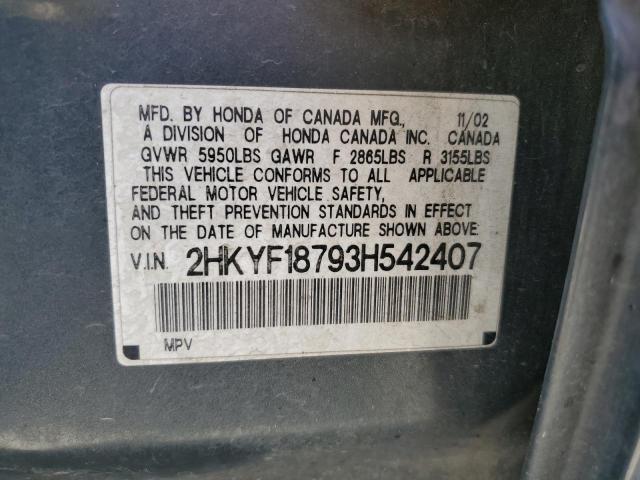 MFD. BY HONDA OF CANADA MFG., 11/02
A DIVISION OF HONDA CANADA INC. CANADA
GVWR 5950LBS GAWR F 2865LBS R 3155LBS
THIS VEHICLE CONFORMS TO ALL APPLICABLE
FEDERAL MOTOR VEHICLE SAFETY,
AND THEFT PREVENTION STANDARDS IN EFFECT
ON THE DATE OF MANUFACTURE SHOWN ABOVE.
V.I.N. 2HKYF18793H542407
MPV